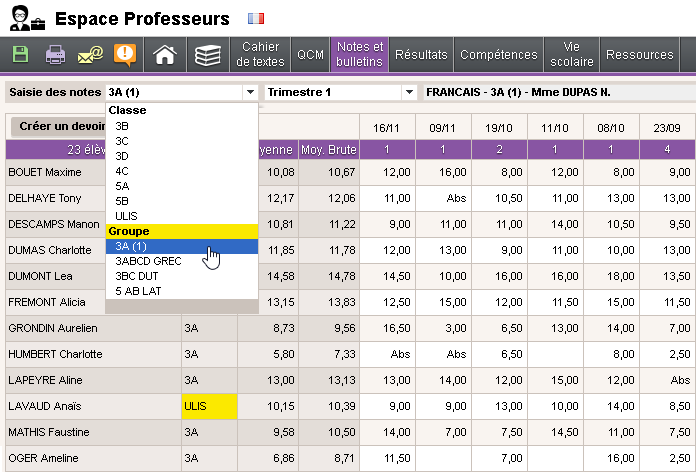 Espace Professeurs
Cahier de textes QCM Notes et bulletins Résultats Compétences Vie scolaire Ressources
Saisie des notes 3A (1) Trimestre 1 FRANCAIS - 3A (1) - Mme DUPAS N.
Classe
3B
3C
3D
4C
5A
5B
ULIS
Groupe
3A (1)
3ABCD GREC
3BC DUT
5 AB LAT
Créer un devoir 16/11 09/11 19/10 11/10 08/10 23/09
23 élèv yenne Moy. Brute 1 1 2 1 1 4
BOUET Maxime 10,08 10,67 12,00 16,00 8,00 12,00 8,00 9,00
DELHAYE Tony 12,17 12,06 11,00 Abs 10,50 11,00 13,00 13,00
DESCAMPS Manon 10,81 11,22 9,00 11,00 11,00 14,00 10,50 9,50
DUMAS Charlotte 11,85 11,78 12,00 13,00 9,00 11,00 10,00 13,00
DUMONT Lea 14,58 14,78 14,50 10,00 16,00 16,00 18,00 13,50
FREMONT Alicia 13,15 13,83 12,50 15,00 12,00 11,50 15,00 11,50
GRONDIN Aurelien 3A 8,73 9,56 16,50 3,00 6,50 13,00 14,00 7,00
HUMBERT Charlotte 3A 5,80 7,33 Abs Abs 6,50 8,00 2,50
LAPEYRE Aline 3A 13,00 13,13 13,00 14,00 12,00 15,00 12,00 Abs
LAVAUD Anaïs ULIS 10,15 10,39 9,00 9,00 13,00 12,00 14,00 8,50
MATHIS Faustine 3A 9,58 10,50 14,00 7,00 7,50 14,50 11,00 7,00
OGER Ameline 3A 6,86 8,71 11,50 7,00 16,00 2,50